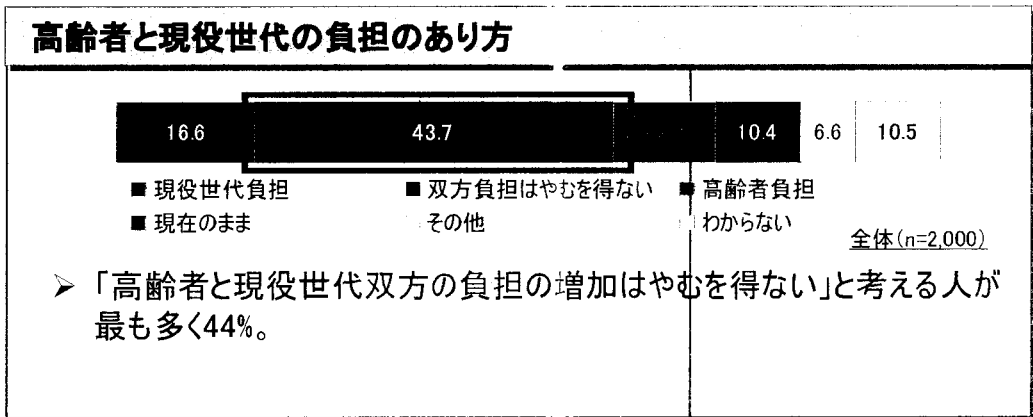 高齢者と現役世代の負担のあり方
16.6 43.7 10.4 6.6 10.5
■ 現役世代負担 ■ 双方負担はやむを得ない ■ 高齢者負担
■ 現在のまま その他 わからない
全体(n=2,000)
➢ 「高齢者と現役世代双方の負担の増加はやむを得ない」と考える人が
最も多く44%。